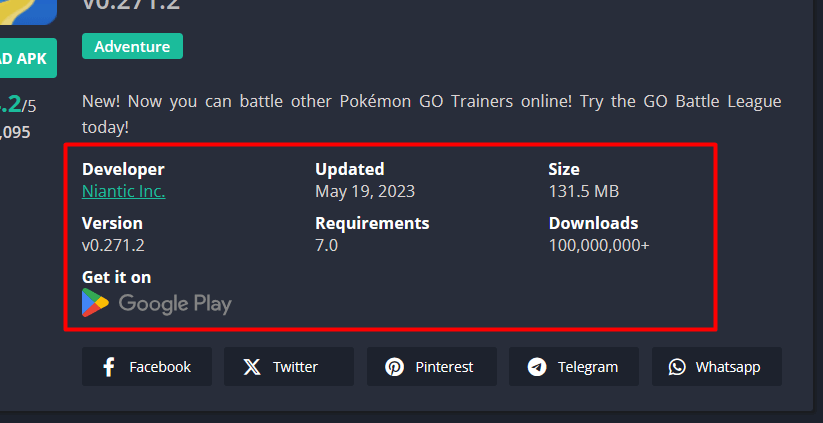 v0.271.2
AD APK
Adventure
.2/5
,095
New! Now you can battle other Pokémon GO Trainers online! Try the GO Battle League
today!
Developer Updated Size
Niantic Inc. May 19, 2023 131.5 MB
Version Requirements Downloads
v0.271.2 7.0 100,000,000+
Get it on
Google Play
Facebook Twitter Pinterest Telegram Whatsapp